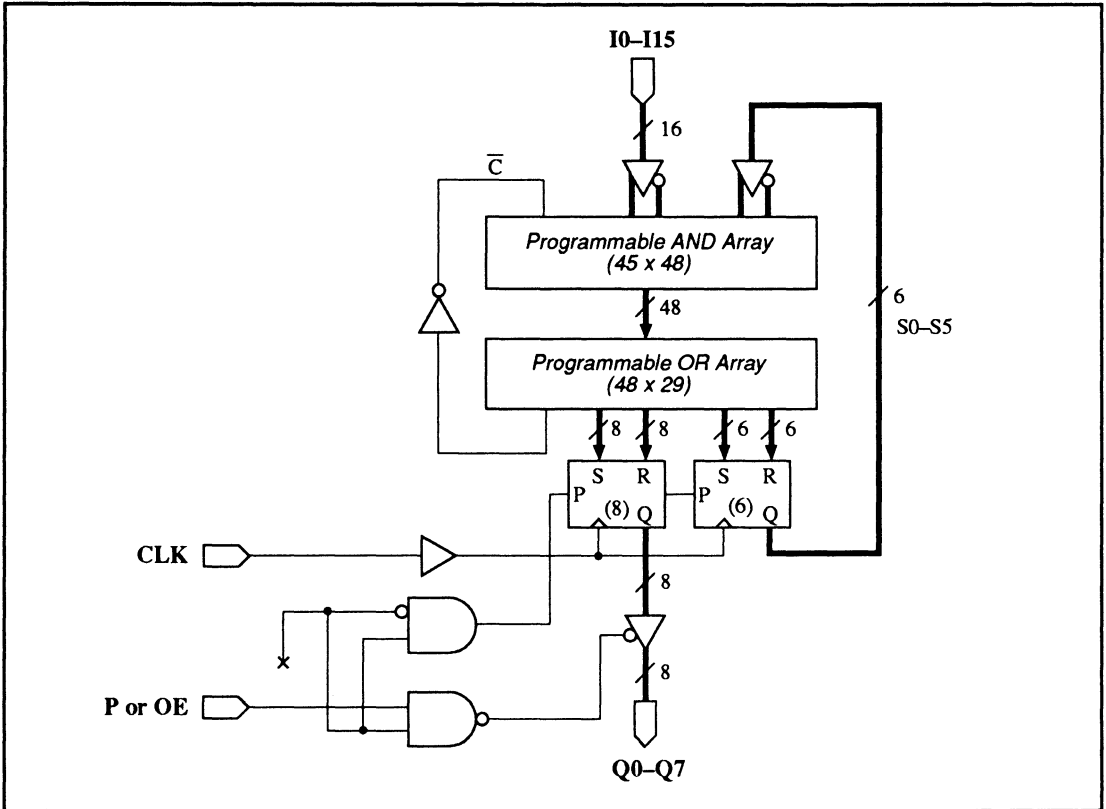 I0–I15
16
C̅
Programmable AND Array
(45 x 48)
6
S0–S5
48
Programmable OR Array
(48 x 29)
8 8 6 6
S R S R
P P
(8) Q (6) Q
CLK
8
8
P or OE
Q0–Q7